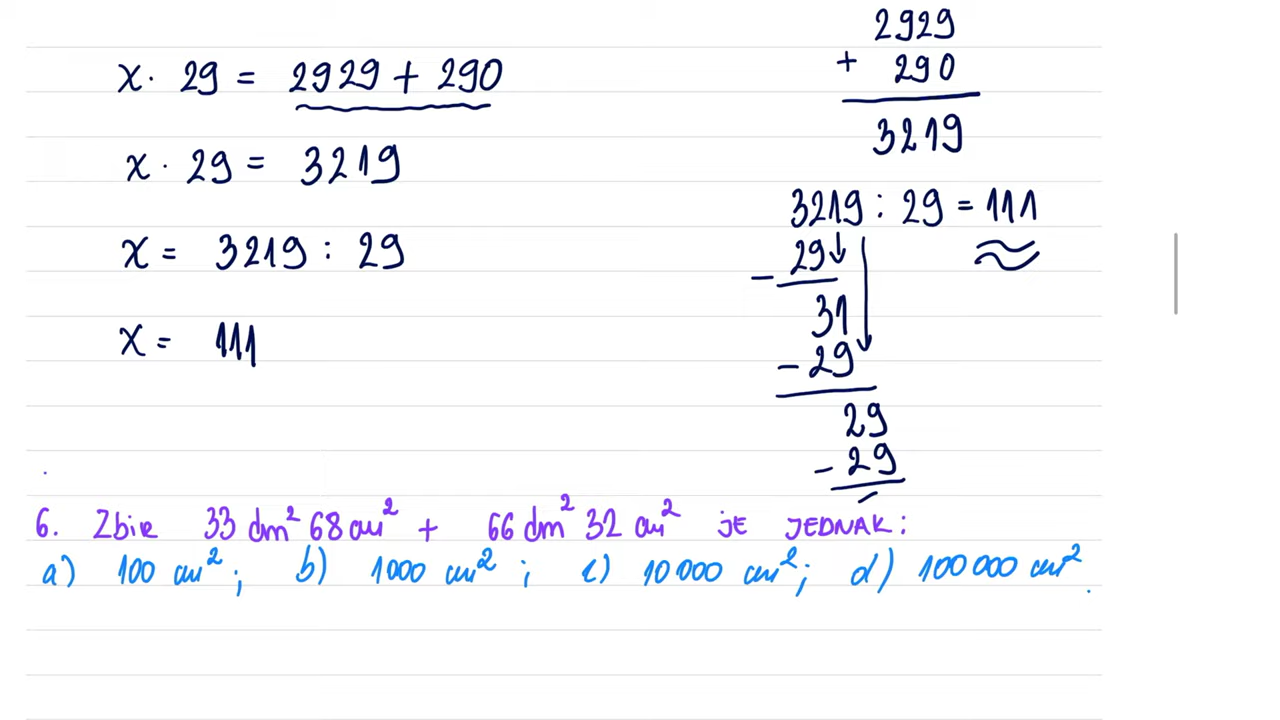 x · 29 = 2929 + 290
x · 29 = 3219
x = 3219 : 29
x = 111
2929
+ 290
3219
3219 : 29 = 111
- 29
31
- 29
29
- 29
6. Zbir 33 dm² 68 cm² + 66 dm² 32 cm² JE JEDNAK:
a) 100 cm² ; b) 1000 cm² ; c) 10 000 cm² ; d) 100 000 cm² .